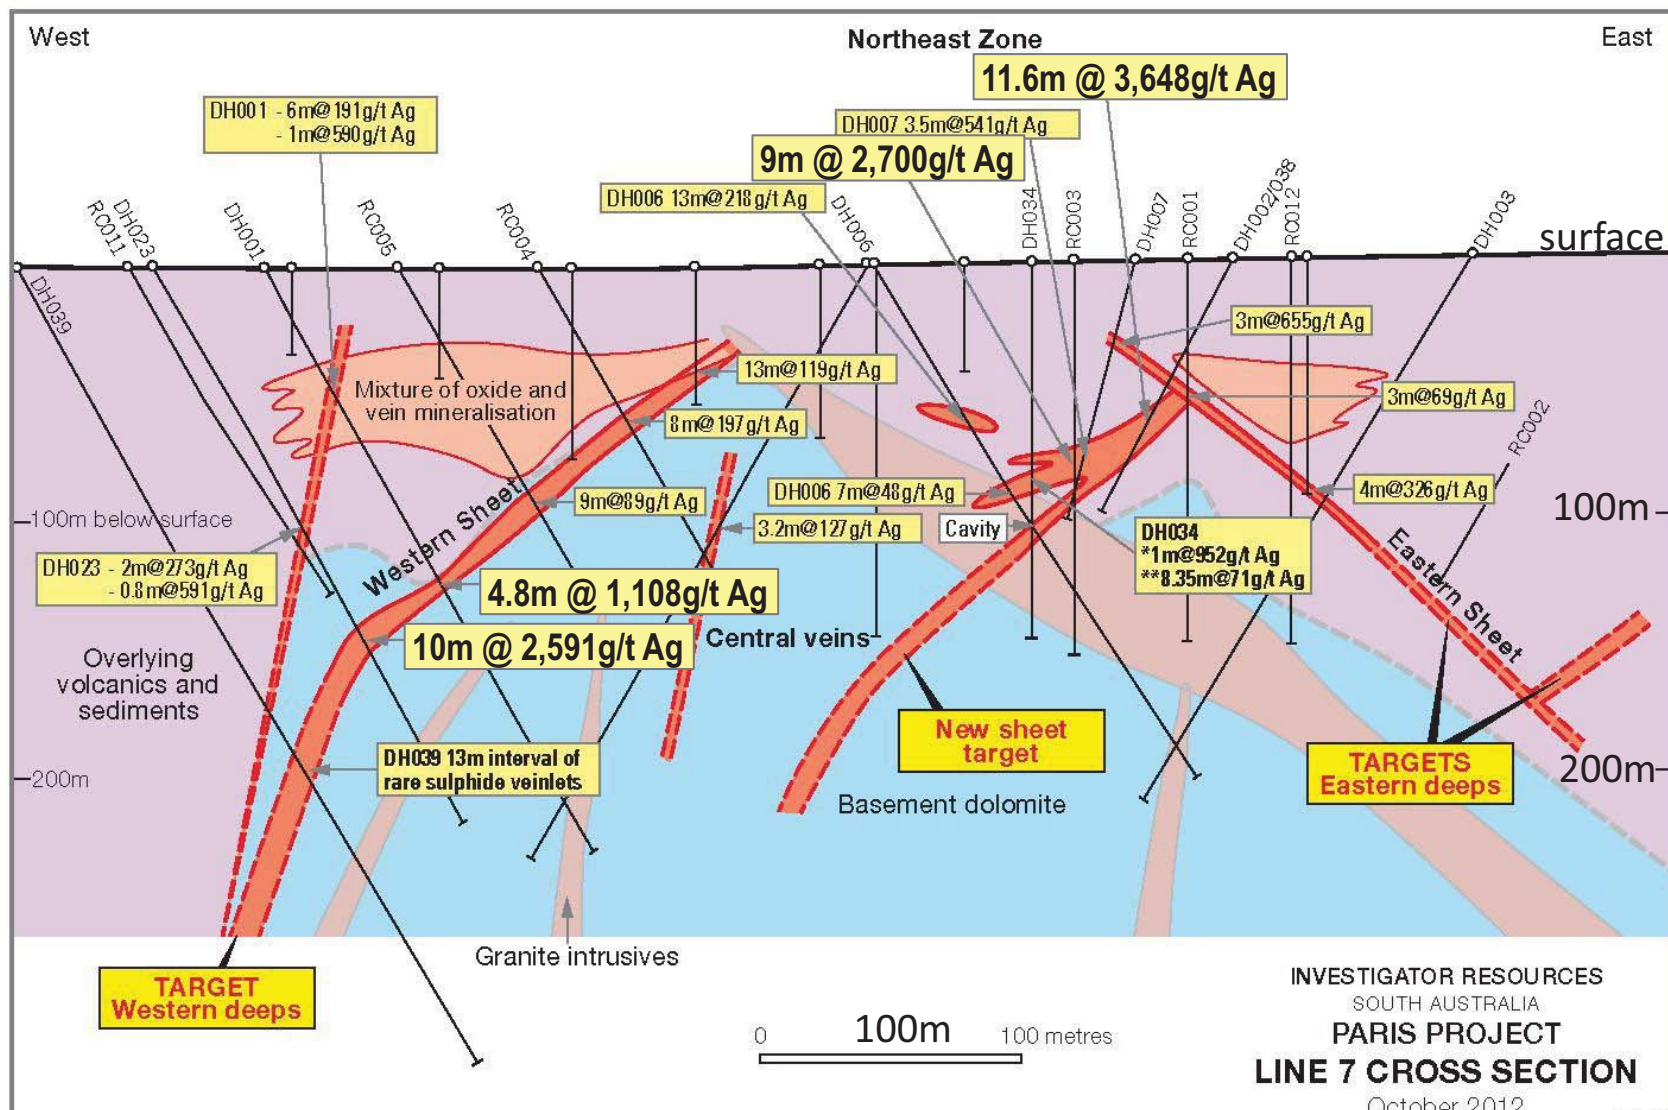 West
Northeast Zone
East
11.6m @ 3,648g/t Ag
DH001 - 6m@191g/t Ag
- 1m@590g/t Ag
DH007 3.5m@541g/t Ag
9m @ 2,700g/t Ag
DH006 13m@218g/t Ag
RC011
DH023
DH001
RC005
RC004
DH006
DH034
RC003
DH007
RC001
DH002/038
RC012
DH003
surface
DH039
3m@655g/t Ag
Mixture of oxide and
vein mineralisation
13m@119g/t Ag
3m@69g/t Ag
8m@197g/t Ag
RC002
DH006 7m@48g/t Ag
4m@326g/t Ag
9m@89g/t Ag
100m below surface
100m
Western Sheet
3.2m@127g/t Ag
Cavity
DH034
*1m@952g/t Ag
**8.35m@71g/t Ag
Eastern Sheet
DH023 - 2m@273g/t Ag
- 0.8m@591g/t Ag
4.8m @ 1,108g/t Ag
10m @ 2,591g/t Ag
Central veins
Overlying
volcanics and
sediments
New sheet
target
DH039 13m interval of
rare sulphide veinlets
TARGETS
Eastern deeps
200m
200m
Basement dolomite
Granite intrusives
TARGET
Western deeps
0
100m
100 metres
INVESTIGATOR RESOURCES
SOUTH AUSTRALIA
PARIS PROJECT
LINE 7 CROSS SECTION
October 2012